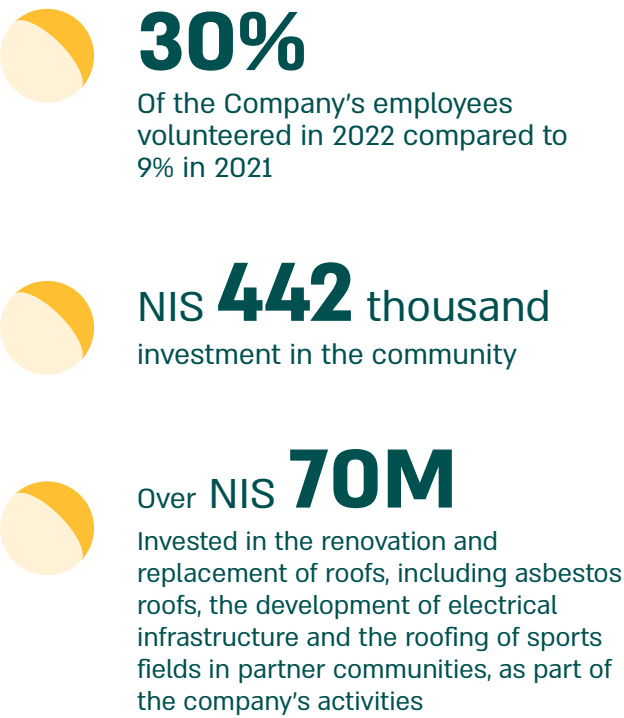 30%
Of the Company's employees
volunteered in 2022 compared to
9% in 2021
NIS 442 thousand
investment in the community
Over NIS 70M
Invested in the renovation and
replacement of roofs, including asbestos
roofs, the development of electrical
infrastructure and the roofing of sports
fields in partner communities, as part of
the company's activities